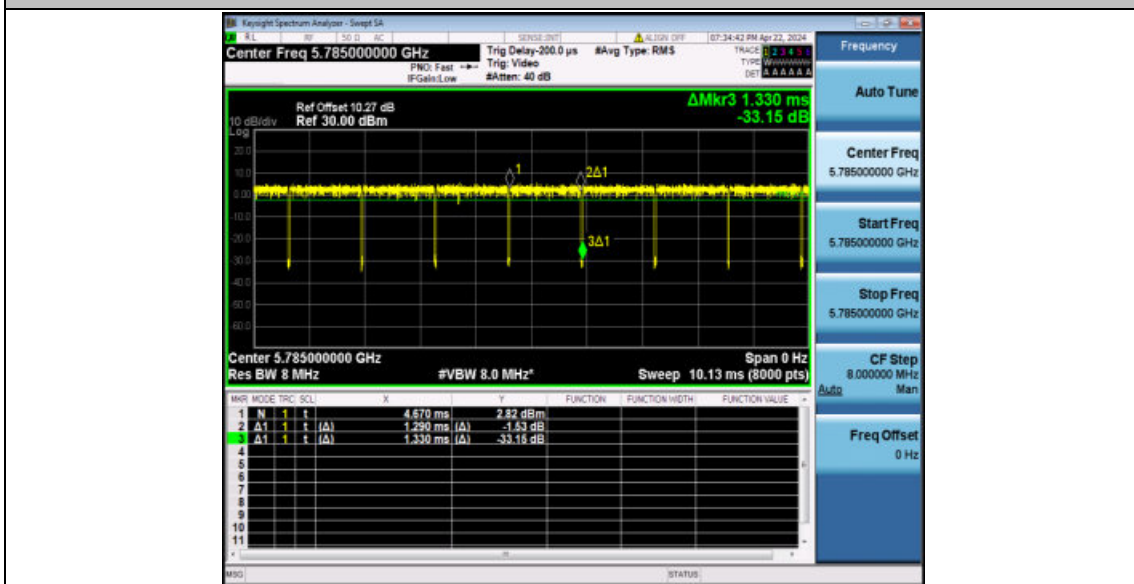 Keysight Spectrum Analyzer - Swept SA
RL RF 50 Ω AC SENSE:INT ALIGN OFF 07:34:42 PM Apr 22, 2024
Center Freq 5.785000000 GHz
PNO: Fast
IFGain:Low
Trig Delay-200.0 µs
Trig: Video
#Atten: 40 dB
#Avg Type: RMS
TRACE 1 2 3 4 5 6
TYPE
DET A A A A A A
Ref Offset 10.27 dB
10 dB/div Ref 30.00 dBm
Log
ΔMkr3 1.330 ms
-33.15 dB
20.0
10.0
0.00
-10.0
-20.0
-30.0
-40.0
-50.0
-60.0
1
2Δ1
3Δ1
Center 5.785000000 GHz Span 0 Hz
Res BW 8 MHz #VBW 8.0 MHz* Sweep 10.13 ms (8000 pts)
MKR MODE TRC SCL X Y FUNCTION FUNCTION WIDTH FUNCTION VALUE
1 N 1 t 4.670 ms 2.82 dBm
2 Δ1 1 t (Δ) 1.290 ms (Δ) -1.53 dB
3 Δ1 1 t (Δ) 1.330 ms (Δ) -33.15 dB
4
5
6
7
8
9
10
11
MSG STATUS
Frequency
Auto Tune
Center Freq
5.785000000 GHz
Start Freq
5.785000000 GHz
Stop Freq
5.785000000 GHz
CF Step
8.000000 MHz
Auto Man
Freq Offset
0 Hz